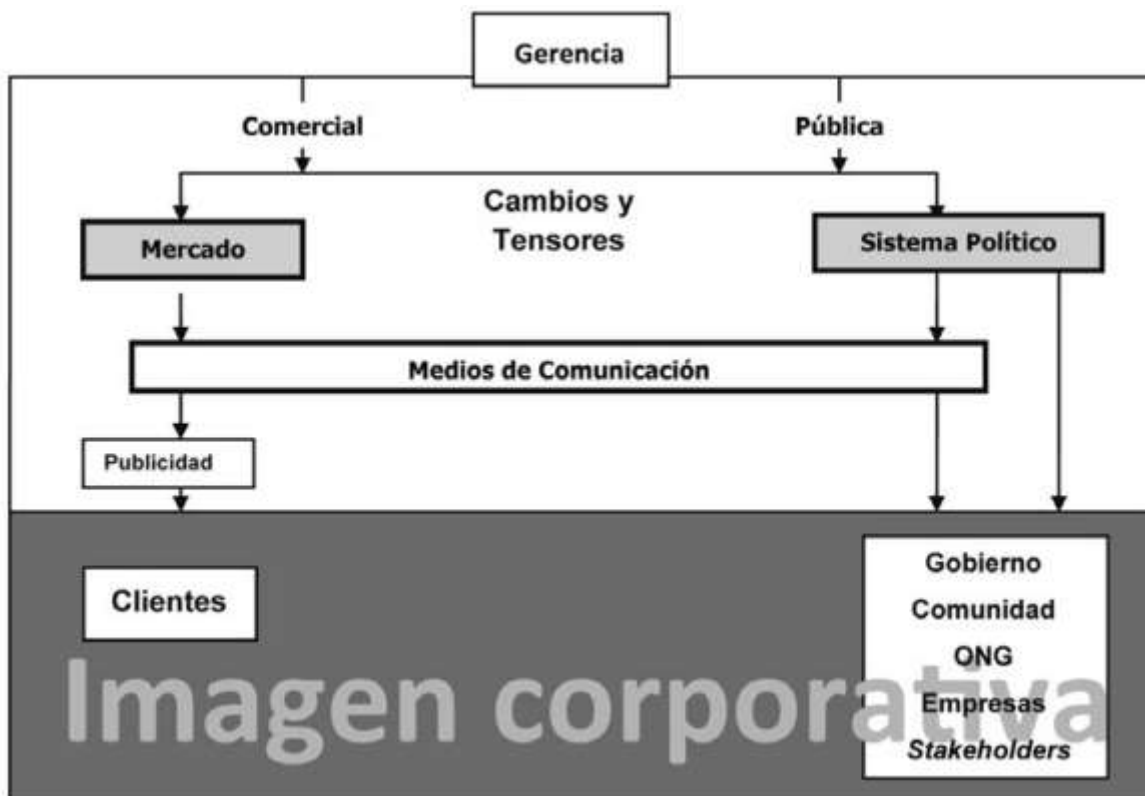 Gerencia
Comercial
Pública
Cambios y
Tensores
Mercado
Sistema Político
Medios de Comunicación
Publicidad
Clientes
Gobierno
Comunidad
ONG
Empresas
Stakeholders
Imagen corporativa